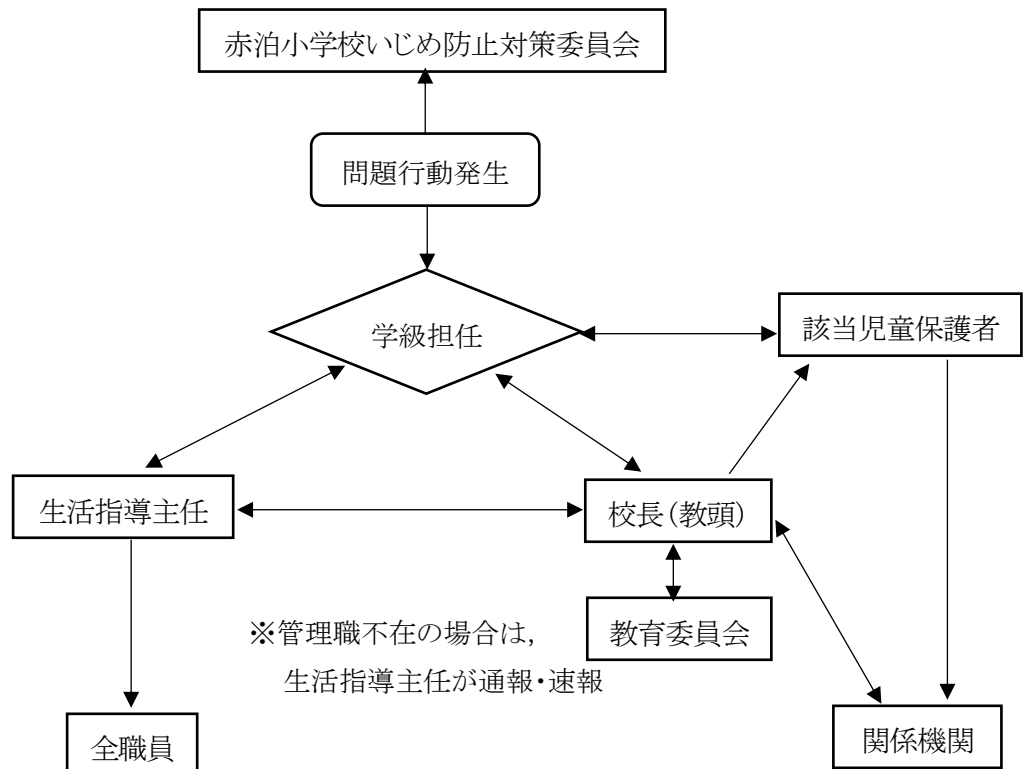 赤泊小学校いじめ防止対策委員会
問題行動発生
学級担任
該当児童保護者
生活指導主任
校長(教頭)
※管理職不在の場合は,
生活指導主任が通報・速報
教育委員会
全職員
関係機関